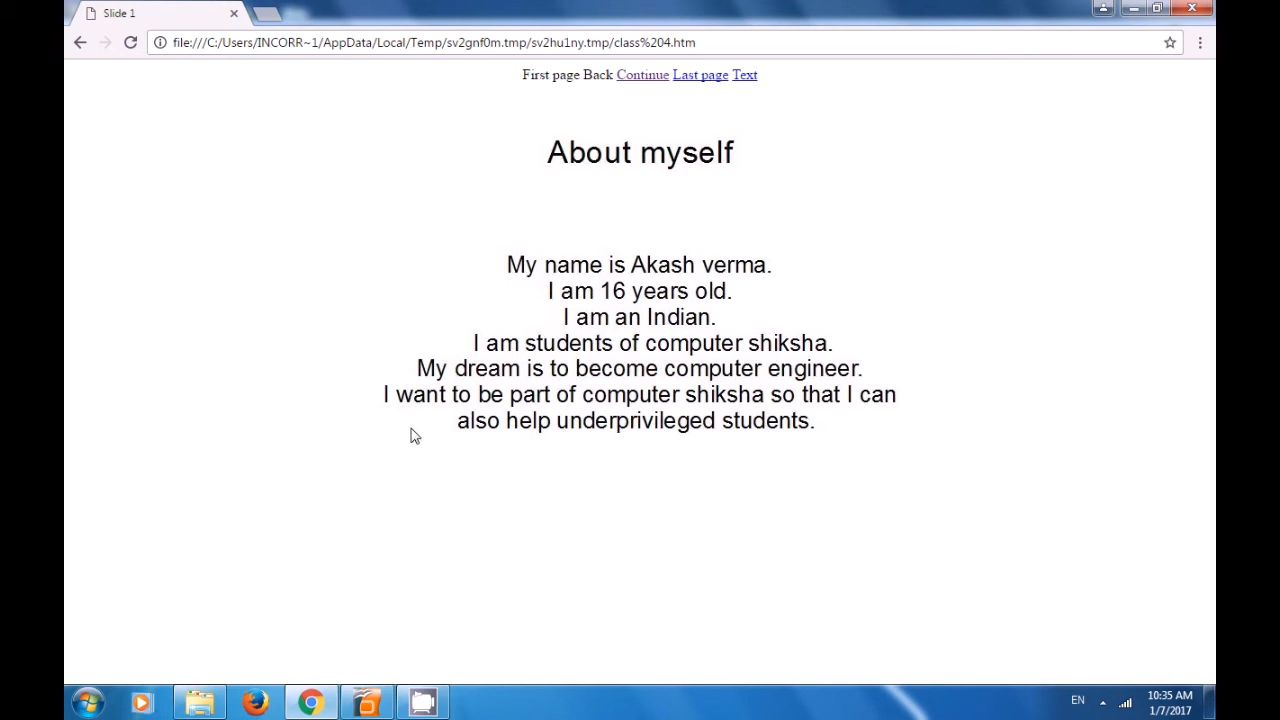 Slide 1
file:///C:/Users/INCORR~1/AppData/Local/Temp/sv2gnf0m.tmp/sv2hu1ny.tmp/class%204.htm
First page Back Continue Last page Text
About myself
My name is Akash verma.
I am 16 years old.
I am an Indian.
I am students of computer shiksha.
My dream is to become computer engineer.
I want to be part of computer shiksha so that I can
also help underprivileged students.
EN
10:35 AM
1/7/2017